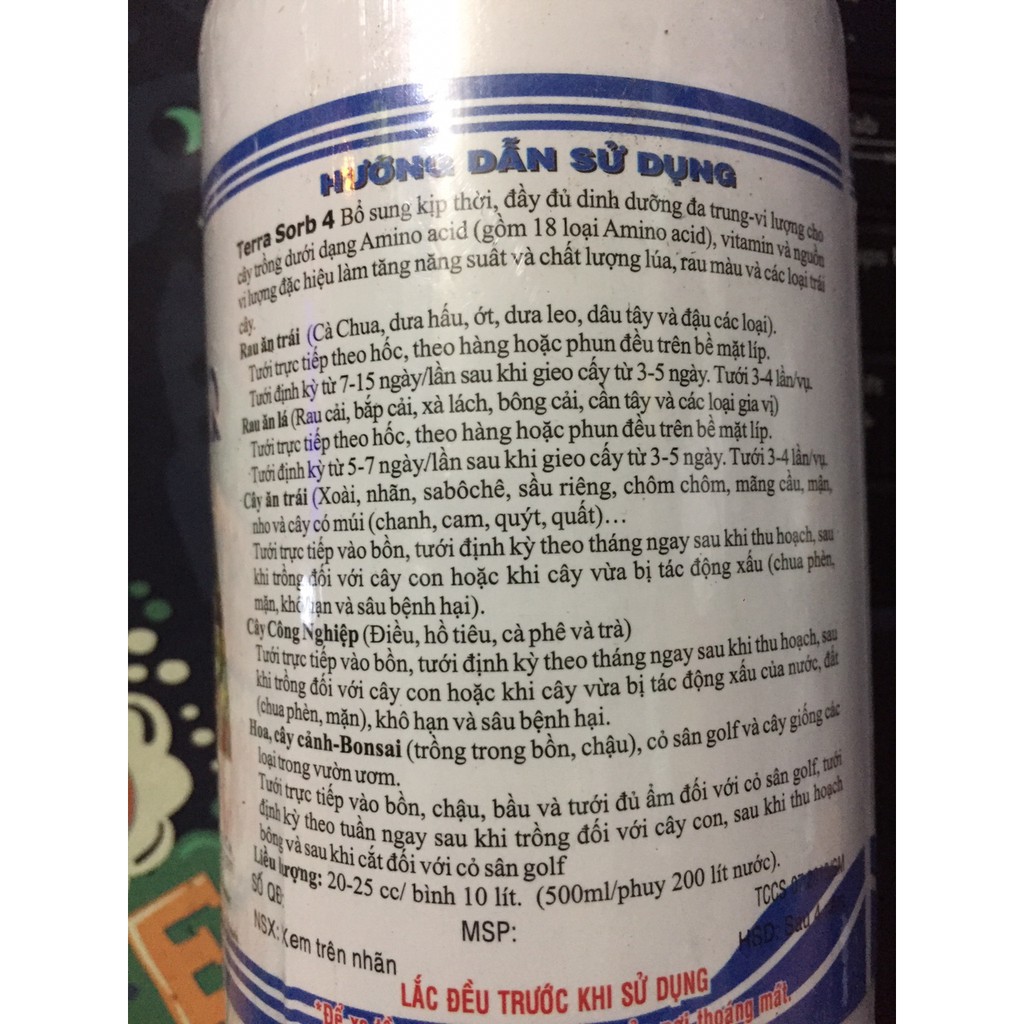 HƯỚNG DẪN SỬ DỤNG
Terra Sorb 4 Bổ sung kịp thời, đầy đủ dinh dưỡng đa trung-vi lượng cho
cây trồng dưới dạng Amino acid (gồm 18 loại Amino acid), vitamin và nguồn
vi lượng đặc hiệu làm tăng năng suất và chất lượng lúa, rau màu và các loại trái
cây.
Rau ăn trái (Cà Chua, dưa hấu, ớt, dưa leo, dâu tây và đậu các loại).
Tưới trực tiếp theo hốc, theo hàng hoặc phun đều trên bề mặt líp.
Tưới định kỳ từ 7-15 ngày/lần sau khi gieo cấy từ 3-5 ngày. Tưới 3-4 lần/vụ.
Rau ăn lá (Rau cải, bắp cải, xà lách, bông cải, cần tây và các loại gia vị)
Tưới trực tiếp theo hốc, theo hàng hoặc phun đều trên bề mặt líp.
Tưới định kỳ từ 5-7 ngày/lần sau khi gieo cấy từ 3-5 ngày. Tưới 3-4 lần/vụ.
Cây ăn trái (Xoài, nhãn, sabôchê, sầu riêng, chôm chôm, mãng cầu, mận,
nho và cây có múi (chanh, cam, quýt, quất)...
Tưới trực tiếp vào bồn, tưới định kỳ theo tháng ngay sau khi thu hoạch, sau
khi trồng đối với cây con hoặc khi cây vừa bị tác động xấu (chua phèn,
mặn, khô hạn và sâu bệnh hại).
Cây Công Nghiệp (Điều, hồ tiêu, cà phê và trà)
Tưới trực tiếp vào bồn, tưới định kỳ theo tháng ngay sau khi thu hoạch, sau
khi trồng đối với cây con hoặc khi cây vừa bị tác động xấu của nước, đất
(chua phèn, mặn), khô hạn và sâu bệnh hại.
Hoa, cây cảnh-Bonsai (trồng trong bồn, chậu), cỏ sân golf và cây giống các
loại trong vườn ươm.
Tưới trực tiếp vào bồn, chậu, bầu và tưới đủ ẩm đối với cỏ sân golf, tưới
định kỳ theo tuần ngay sau khi trồng đối với cây con, sau khi thu hoạch
bông và sau khi cắt đối với cỏ sân golf
Liều lượng: 20-25 cc/ bình 10 lít. (500ml/phuy 200 lít nước).
SỐ QĐ:
TCCS
MSP:
NSX: Xem trên nhãn
HSD: Sau
LẮC ĐỀU TRƯỚC KHI SỬ DỤNG
*Để xa nơi thoáng mát.